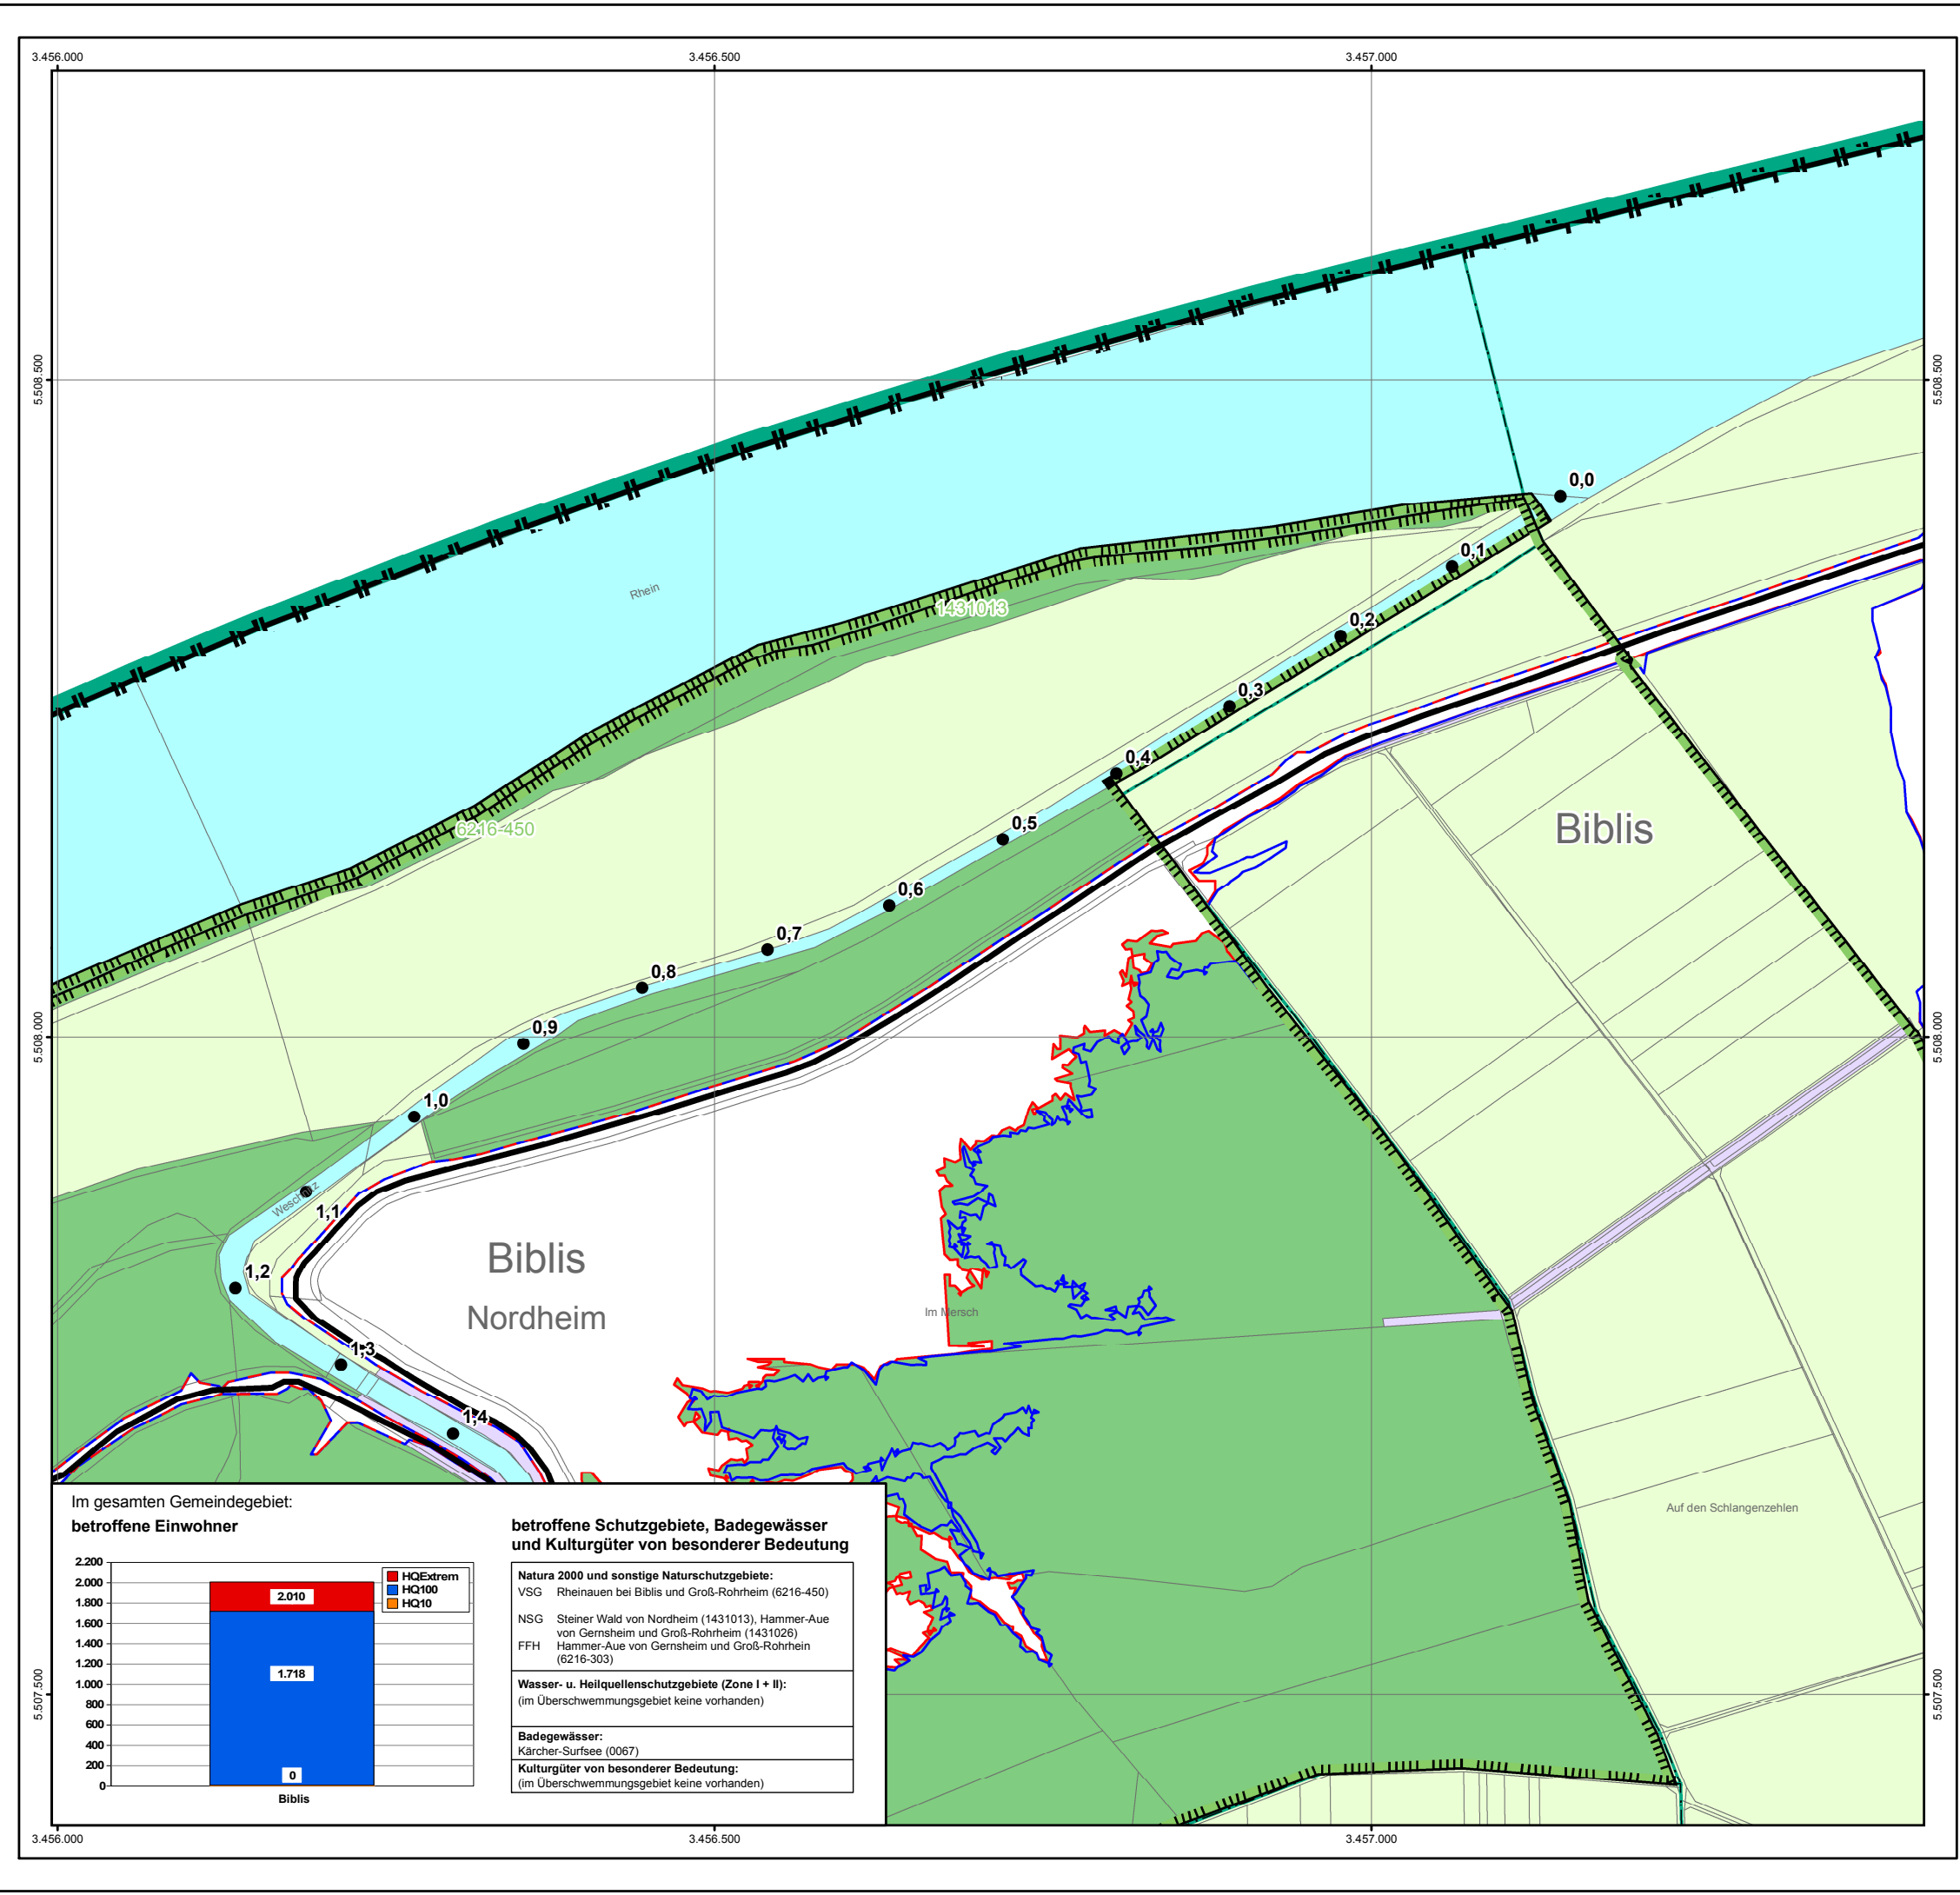 3.456.000
3.456.500
3.457.000
5.508.500
5.508.500
0,0
0,1
Rhein
1431013
0,2
0,3
0,4
6216-450
0,5
Biblis
0,6
0,7
0,8
0,9
5.508.000
5.508.000
1,0
Weschnitz
1,1
Biblis
1,2
Nordheim
Im Mersch
1,3
1,4
Auf den Schlangenzehlen
Im gesamten Gemeindegebiet:
betroffene Einwohner
2.200
2.000
1.800
1.600
1.400
1.200
1.000
800
600
400
200
0
HQExtrem
HQ100
HQ10
2.010
1.718
0
Biblis
betroffene Schutzgebiete, Badegewässer
und Kulturgüter von besonderer Bedeutung
Natura 2000 und sonstige Naturschutzgebiete:
VSG Rheinauen bei Biblis und Groß-Rohrheim (6216-450)
NSG Steiner Wald von Nordheim (1431013), Hammer-Aue
von Gernsheim und Groß-Rohrheim (1431026)
FFH Hammer-Aue von Gernsheim und Groß-Rohrhein
(6216-303)
Wasser- u. Heilquellenschutzgebiete (Zone I + II):
(im Überschwemmungsgebiet keine vorhanden)
Badegewässer:
Kärcher-Surfsee (0067)
Kulturgüter von besonderer Bedeutung:
(im Überschwemmungsgebiet keine vorhanden)
5.507.500
5.507.500
3.456.000
3.456.500
3.457.000